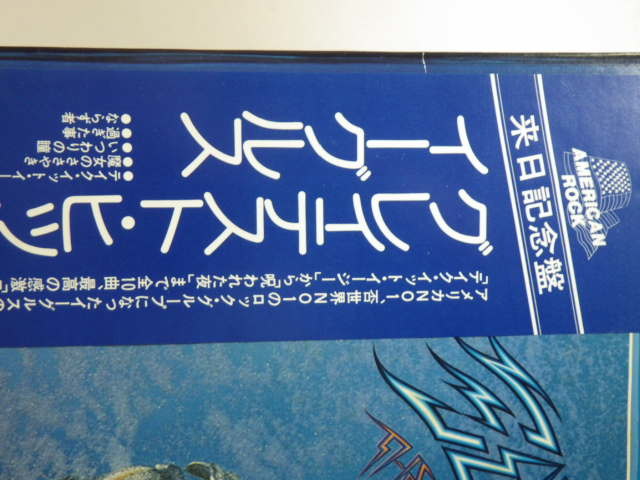 AMERICAN
ROCK
来日記念盤
イーグルス
グレーテスト・ヒッ
●テイク・イット・イー
●魔女のささやき
●いつわりの瞳
●過ぎた事
●ならず者
アメリカNO1、否世界NO1のロック・グループになったイーグルスの
「テイク・イット・イージー」から「呪われた夜」まで全10曲、最高の感激